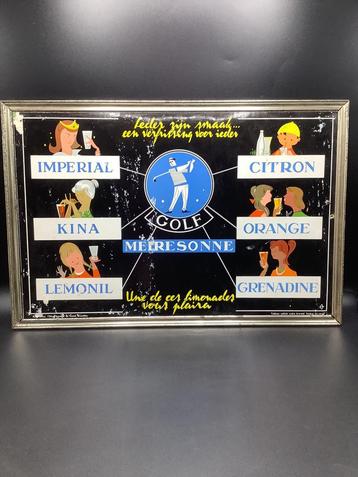 Ieder zijn smaak...
een verfrissing voor ieder
IMPERIAL
CITRON
KINA
GOLF
ORANGE
MEIRESONNE
LEMONIL
GRENADINE
Une de ces limonades
vous plaira